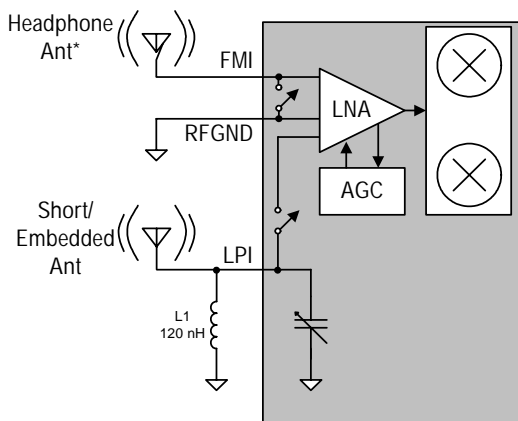 Headphone
Ant*
FMI
LNA
RFGND
AGC
Short/
Embedded
Ant
LPI
L1
120 nH